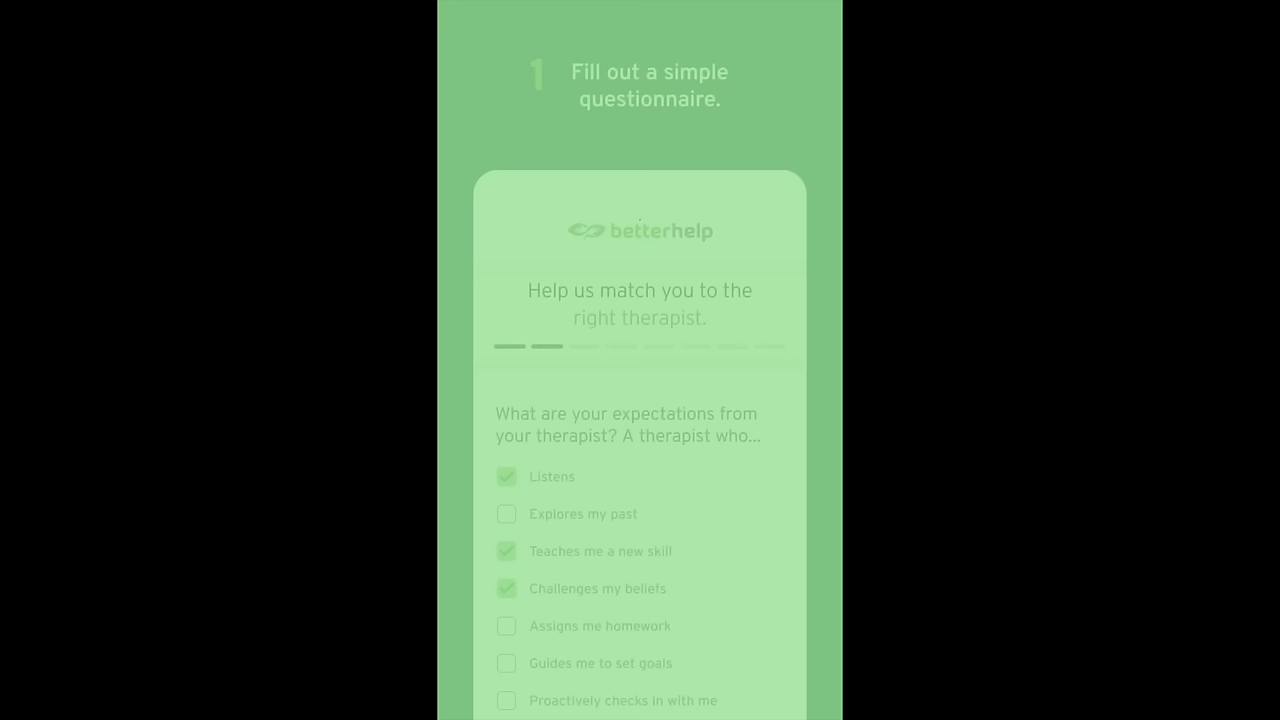 1 Fill out a simple
questionnaire.
betterhelp
Help us match you to the
right therapist.
What are your expectations from
your therapist? A therapist who...
Listens
Explores my past
Teaches me a new skill
Challenges my beliefs
Assigns me homework
Guides me to set goals
Proactively checks in with me